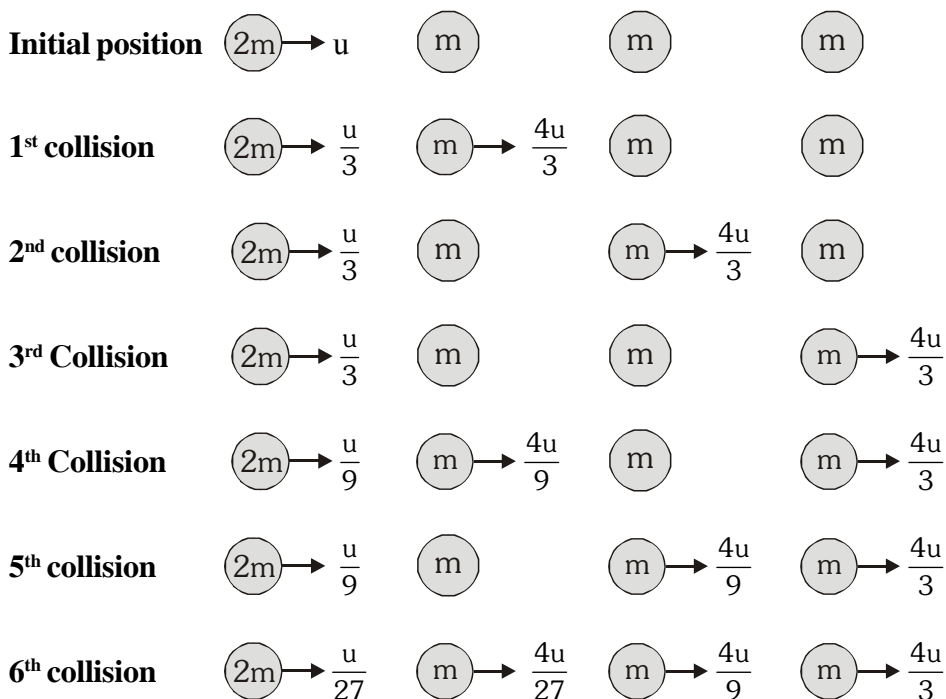 Initial position 2m u m m m
1st collision 2m u/3 m 4u/3 m m
2nd collision 2m u/3 m m 4u/3 m
3rd Collision 2m u/3 m m m 4u/3
4th Collision 2m u/9 m 4u/9 m m 4u/3
5th collision 2m u/9 m m 4u/9 m 4u/3
6th collision 2m u/27 m 4u/27 m 4u/9 m 4u/3